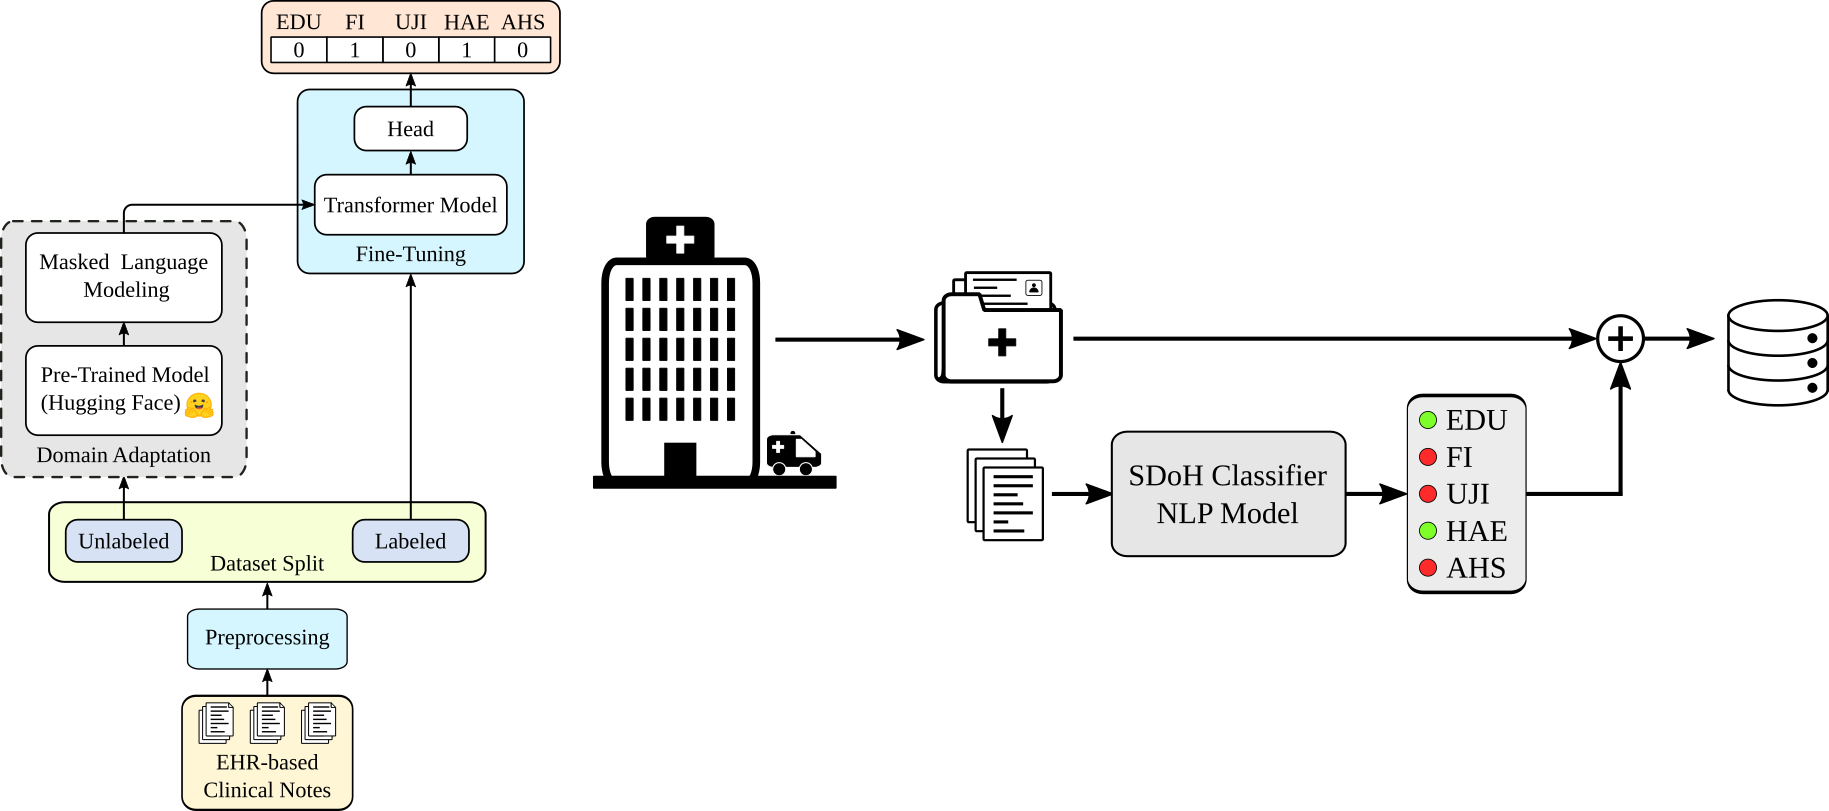 EDU FI UJI HAE AHS
0 1 0 1 0
Head
Transformer Model
Fine-Tuning
Masked Language
Modeling
Pre-Trained Model
(Hugging Face)
Domain Adaptation
Unlabeled
Labeled
Dataset Split
Preprocessing
EHR-based
Clinical Notes
SDoH Classifier
NLP Model
EDU
FI
UJI
HAE
AHS